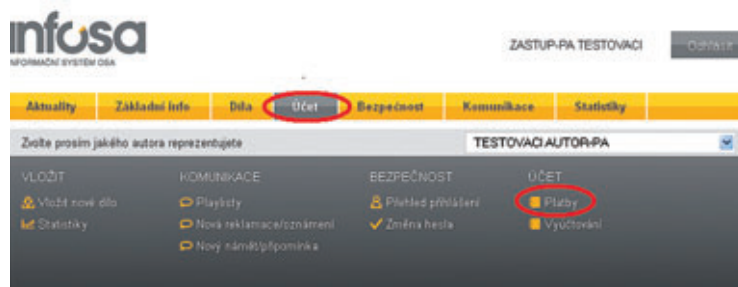 infosa
INFORMAČNÍ SYSTÉM OSA
ZASTUP-PA TESTOVACI
Odhlásit
Aktuality Základní info Díla Účet Bezpečnost Komunikace Statistiky
Zvolte prosím jakého autora reprezentujete TESTOVACI AUTOR-PA
VLOŽIT KOMUNIKACE BEZPEČNOST ÚČET
Vložit nové dílo Playlisty Přehled přihlášení Platby
Statistiky Nová reklamace/oznámení Změna hesla Vyúčtování
Nový námět/připomínka